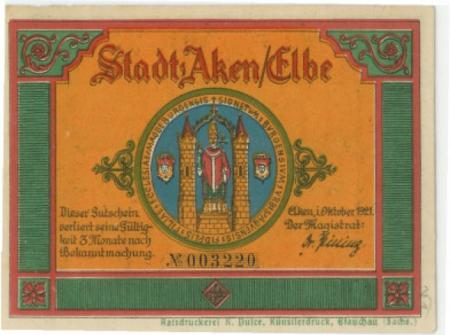 Stadt Aken/Elbe
Dieser Gutschein
verliert seine Gültig-
keit 3 Monate nach
Bekanntmachung.
Aken, i. Oktober 1921.
Der Magistrat:
№ 003220
Ratsdruckerei R. Dulce, Künstlerdruck, Glauchau (Sachs.)